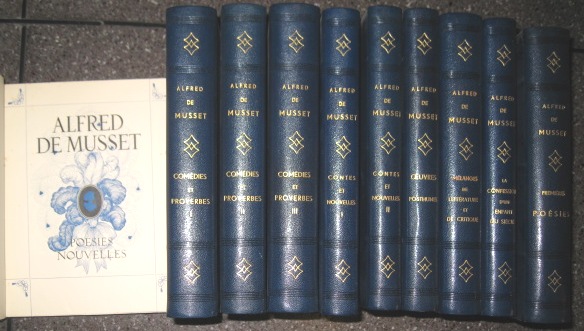 ALFRED
DE MUSSET
POESIES
NOUVELLES
ALFRED
DE
MUSSET
COMÉDIES
ET
PROVERBES
I
ALFRED
DE
MUSSET
COMÉDIES
ET
PROVERBES
II
ALFRED
DE
MUSSET
COMÉDIES
ET
PROVERBES
III
ALFRED
DE
MUSSET
CONTES
ET
NOUVELLES
I
ALFRED
DE
MUSSET
CONTES
ET
NOUVELLES
II
ALFRED
DE
MUSSET
ŒUVRES
POSTHUMES
ALFRED
DE
MUSSET
MÉLANGES
DE
LITTÉRATURE
ET
DE CRITIQUE
ALFRED
DE
MUSSET
LA
CONFESSION
D'UN
ENFANT
DU SIÈCLE
ALFRED
DE
MUSSET
PREMIÈRES
POÉSIES